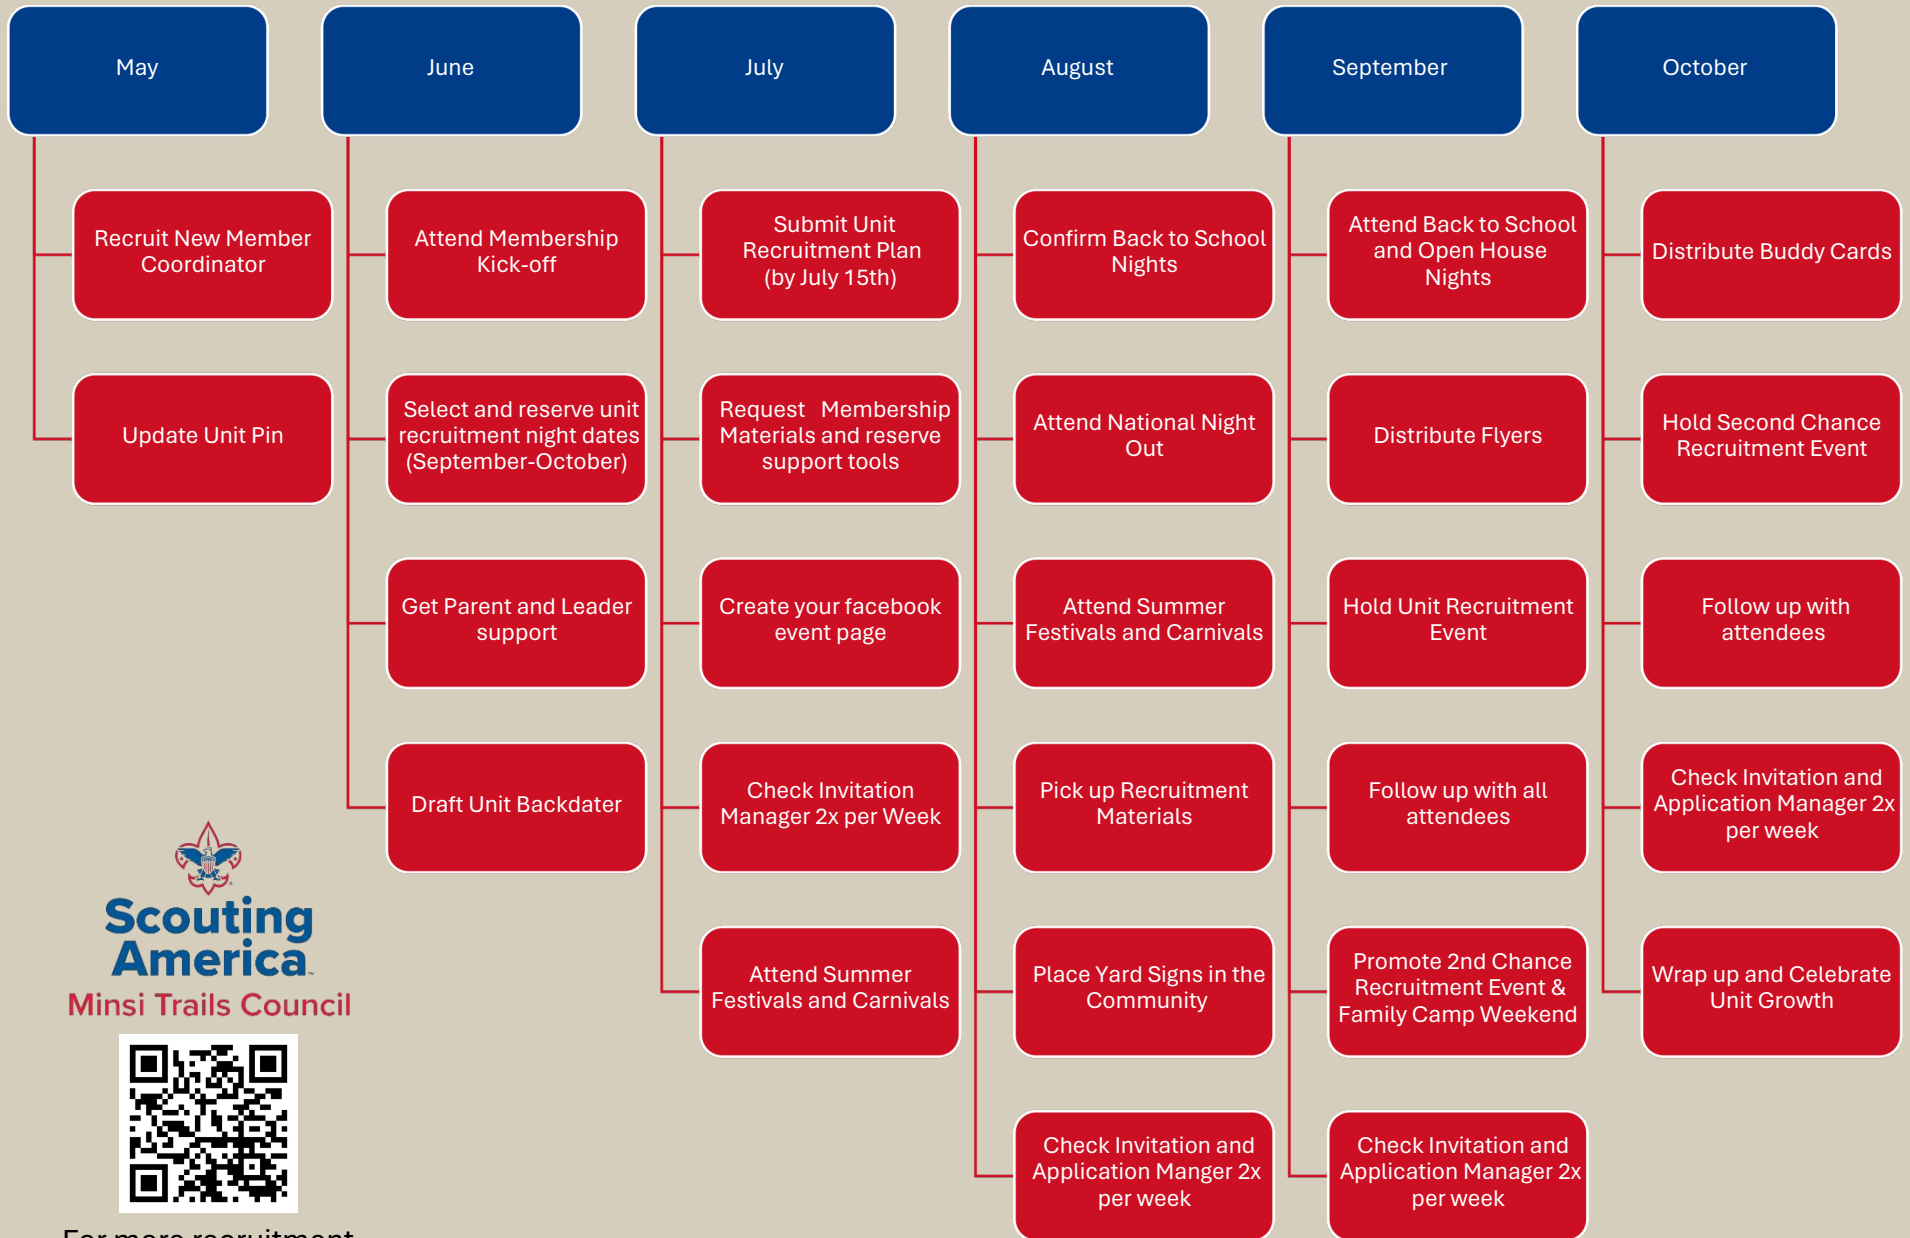 May
Recruit New Member
Coordinator
Update Unit Pin
June
Attend Membership
Kick-off
Select and reserve unit
recruitment night dates
(September-October)
Get Parent and Leader
support
Draft Unit Backdater
July
Submit Unit
Recruitment Plan
(by July 15th)
Request Membership
Materials and reserve
support tools
Create your facebook
event page
Check Invitation
Manager 2x per Week
Attend Summer
Festivals and Carnivals
August
Confirm Back to School
Nights
Attend National Night
Out
Attend Summer
Festivals and Carnivals
Pick up Recruitment
Materials
Place Yard Signs in the
Community
Check Invitation and
Application Manger 2x
per week
September
Attend Back to School
and Open House
Nights
Distribute Flyers
Hold Unit Recruitment
Event
Follow up with all
attendees
Promote 2nd Chance
Recruitment Event &
Family Camp Weekend
Check Invitation and
Application Manager 2x
per week
October
Distribute Buddy Cards
Hold Second Chance
Recruitment Event
Follow up with
attendees
Check Invitation and
Application Manager 2x
per week
Wrap up and Celebrate
Unit Growth
Scouting
America
Minsi Trails Council
For more recruitment